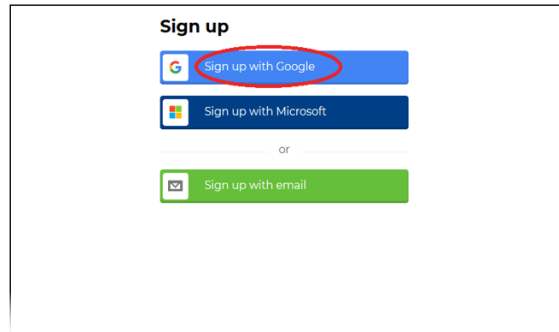 Sign up
Sign up with Google
Sign up with Microsoft
or
Sign up with email